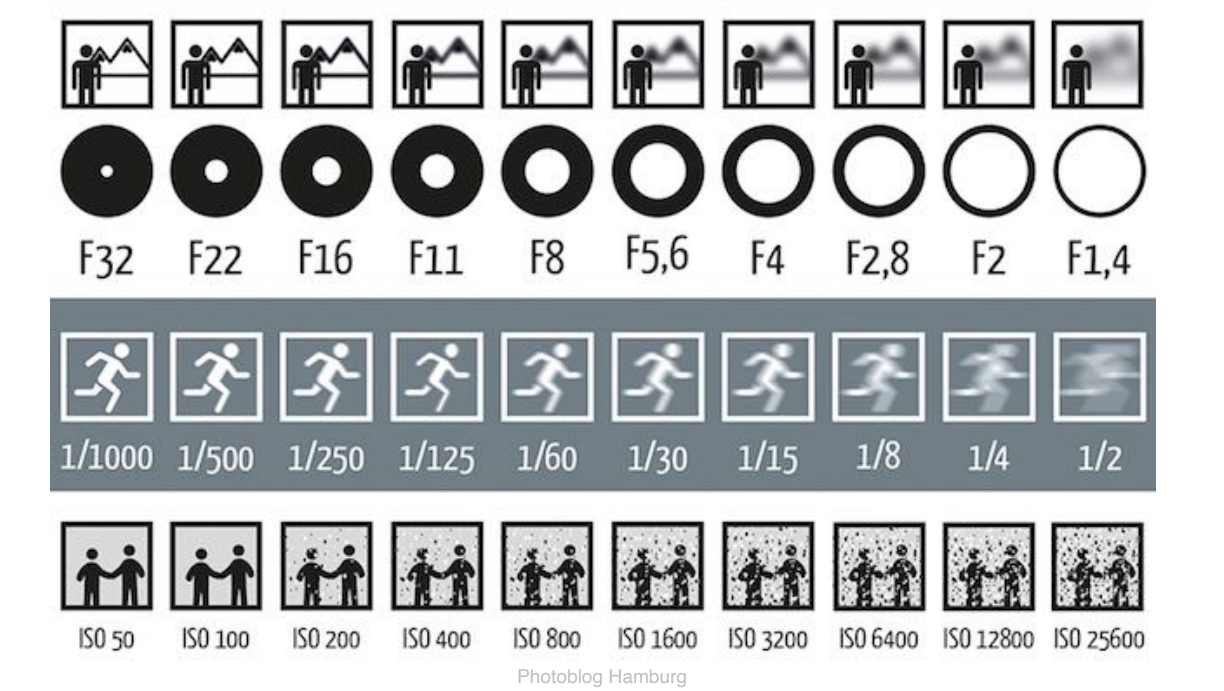 F32 F22 F16 F11 F8 F5,6 F4 F2,8 F2 F1,4
1/1000 1/500 1/250 1/125 1/60 1/30 1/15 1/8 1/4 1/2
ISO 50 ISO 100 ISO 200 ISO 400 ISO 800 ISO 1600 ISO 3200 ISO 6400 ISO 12800 ISO 25600
Photoblog Hamburg